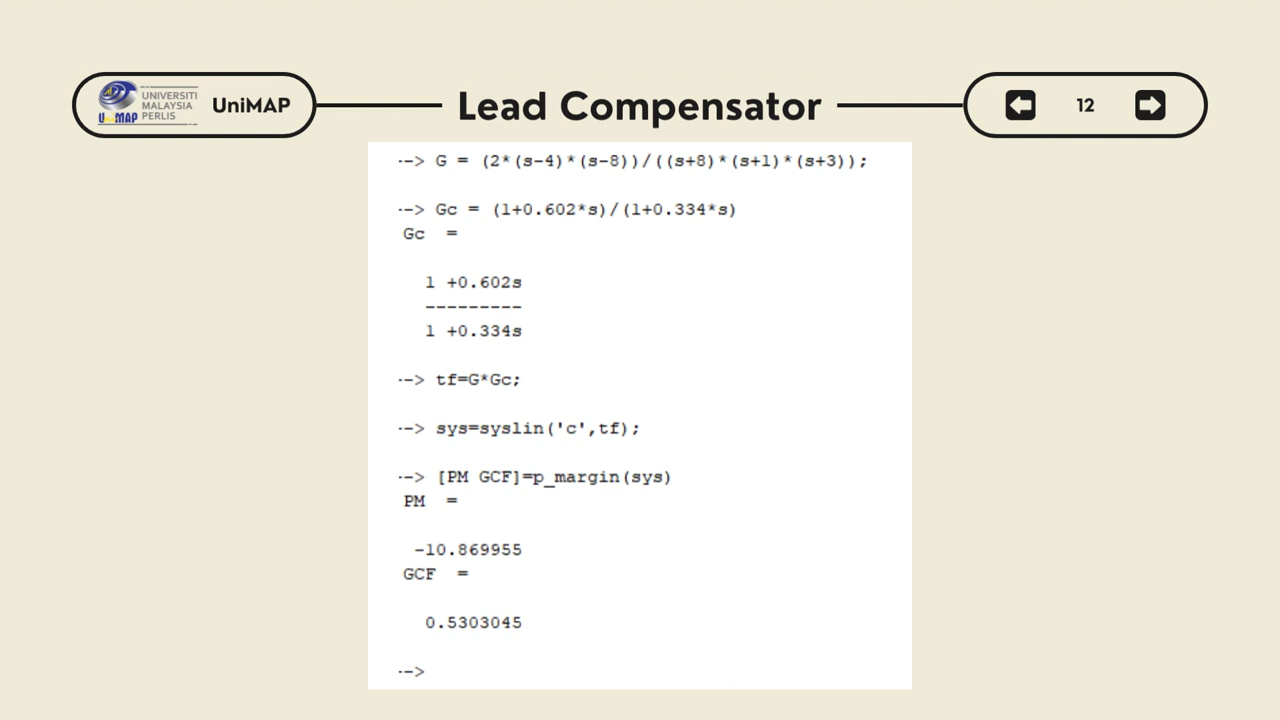 UNIVERSITI
MALAYSIA
PERLIS
UniMAP
UniMAP
Lead Compensator
12
--> G = (2*(s-4)*(s-8))/((s+8)*(s+1)*(s+3));
--> Gc = (1+0.602*s)/(1+0.334*s)
Gc  =
1 +0.602s
---------
1 +0.334s
--> tf=G*Gc;
--> sys=syslin('c',tf);
--> [PM GCF]=p_margin(sys)
PM  =
-10.869955
GCF  =
0.5303045
-->